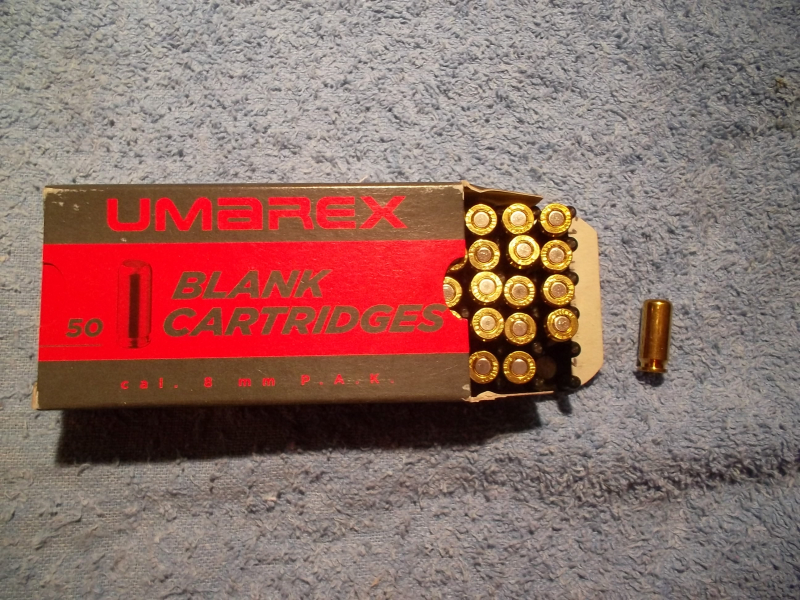 UMAREX
BLANK
50 CARTRIDGES
cal. 8 mm P.A.K.